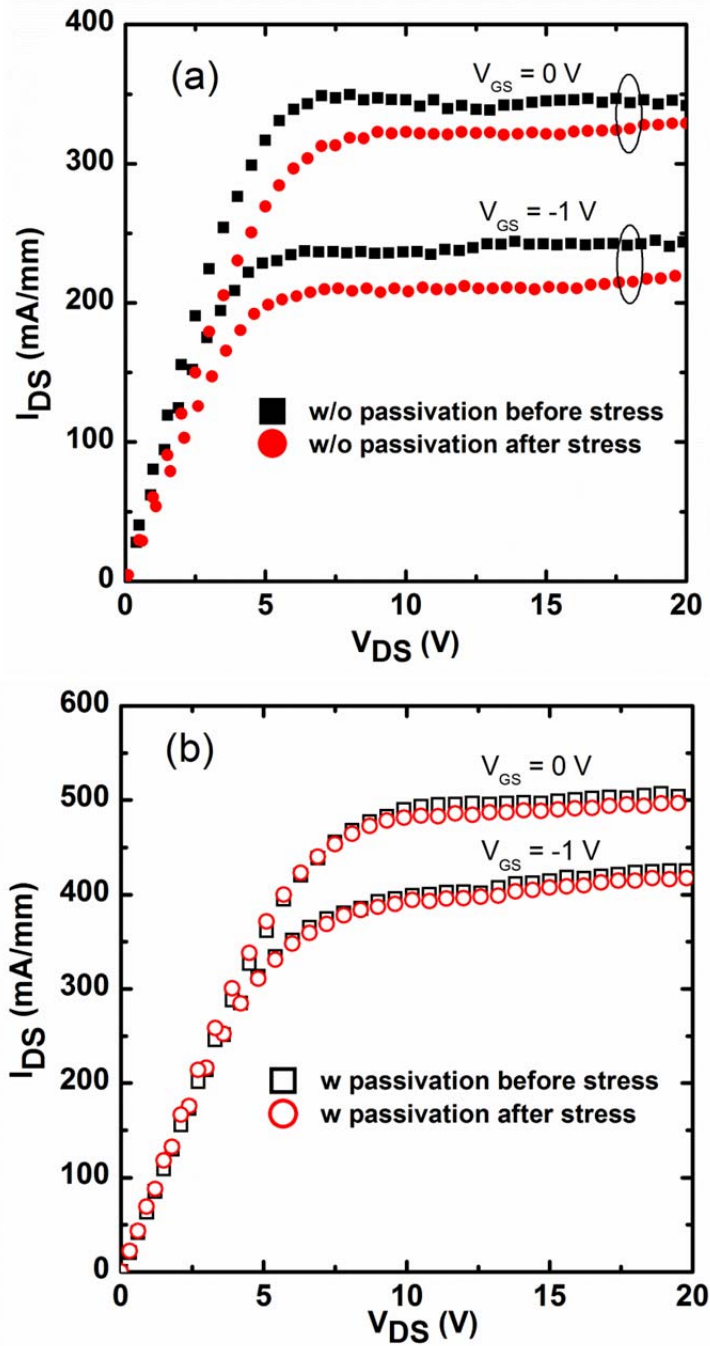 400
(a)
V_GS = 0 V
300
V_GS = -1 V
200
I_DS (mA/mm)
w/o passivation before stress
100
w/o passivation after stress
0
0 5 10 15 20
V_DS (V)
600
(b)
V_GS = 0 V
500
V_GS = -1 V
400
I_DS (mA/mm)
300
200
w passivation before stress
w passivation after stress
100
0
0 5 10 15 20
V_DS (V)